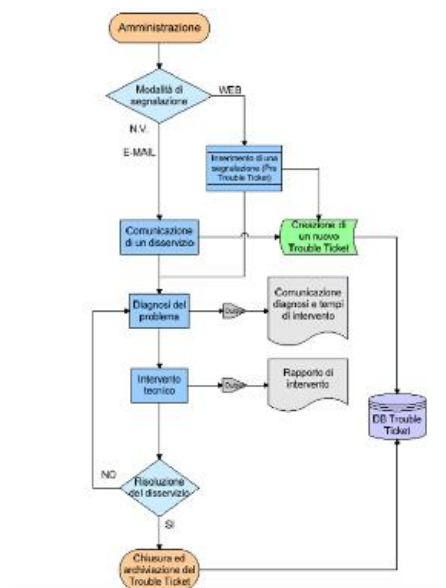 Amministrazione
Modalità di
segnalazione
WEB
N.V.
E-MAIL
Inserimento di una
segnalazione (Pre
Trouble Ticket)
Comunicazione
di un disservizio
Creazione di
un nuovo
Trouble Ticket
Diagnosi del
problema
Comunicazione
diagnosi e tempi
di intervento
Intervento
tecnico
Rapporto di
intervento
DB Trouble
Ticket
NO
Risoluzione
del disservizio
SI
Chiusura ed
archiviazione del
Trouble Ticket